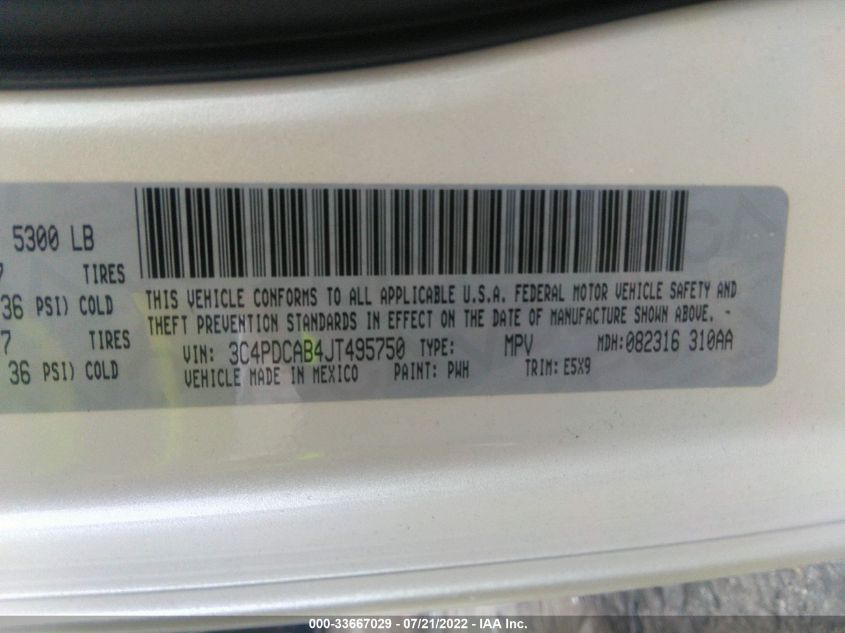 5300 LB
7 TIRES
36 PSI) COLD
7 TIRES
36 PSI) COLD
THIS VEHICLE CONFORMS TO ALL APPLICABLE U.S.A. FEDERAL MOTOR VEHICLE SAFETY AND
THEFT PREVENTION STANDARDS IN EFFECT ON THE DATE OF MANUFACTURE SHOWN ABOVE. -
VIN: 3C4PDCAB4JT495750 TYPE: MPV MDH:082316 310AA
VEHICLE MADE IN MEXICO PAINT: PWH TRIM: E5X9
000-33667029 - 07/21/2022 - IAA Inc.